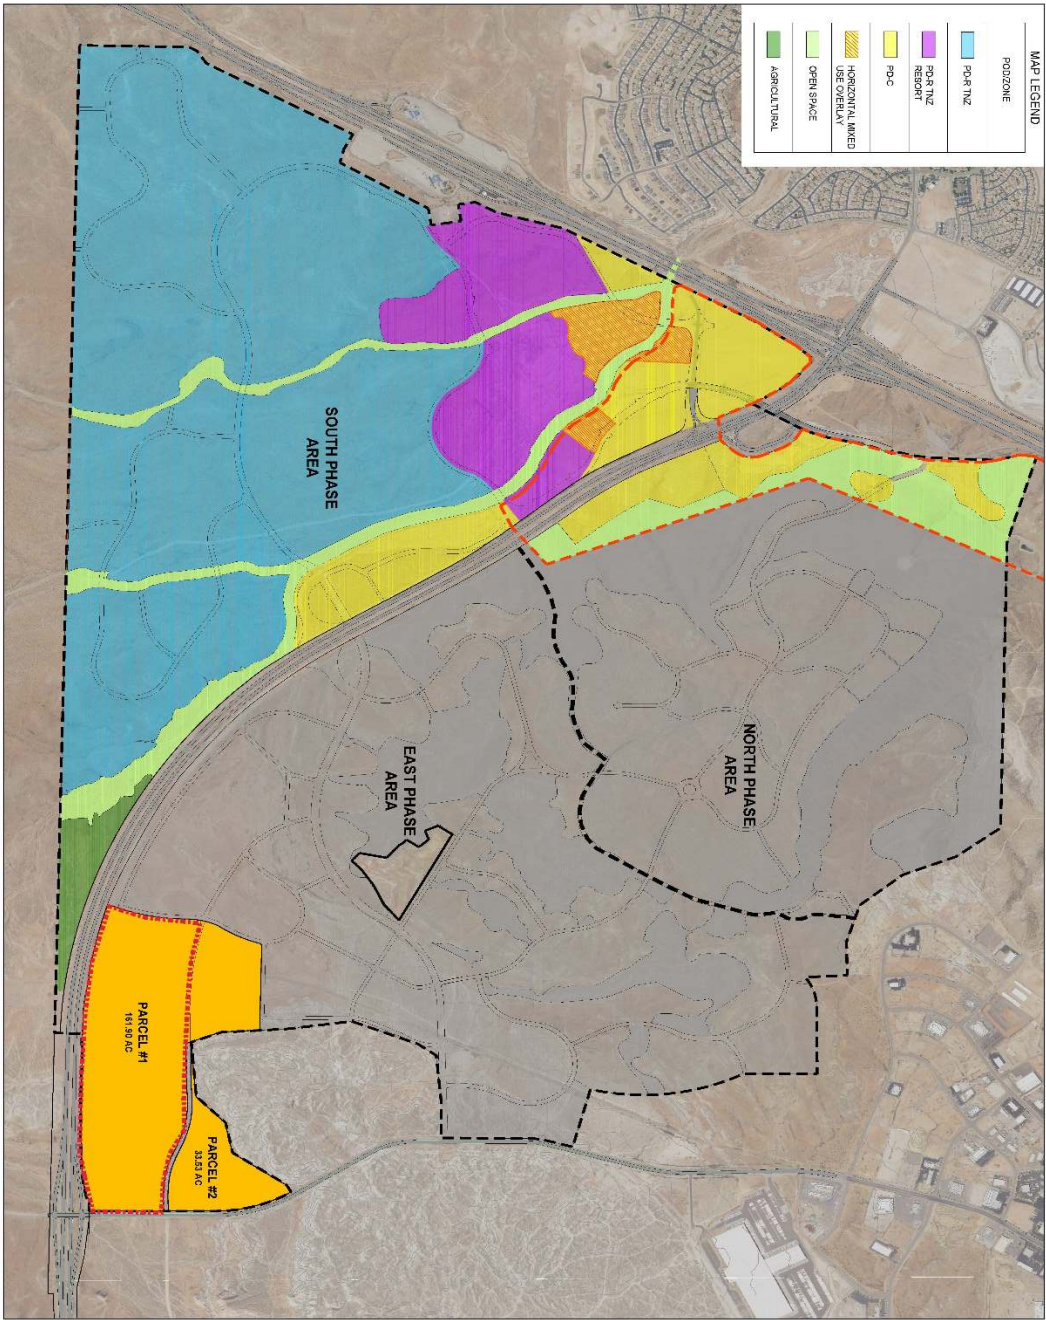 MAP LEGEND
POD/ZONE
PD-R TNZ
PD-R TNZ
RESORT
PD-C
HORIZONTAL MIXED
USE OVERLAY
OPEN SPACE
AGRICULTURAL
SOUTH PHASE
AREA
NORTH PHASE
AREA
EAST PHASE
AREA
PARCEL #1
161.90 AC
PARCEL #2
33.53 AC